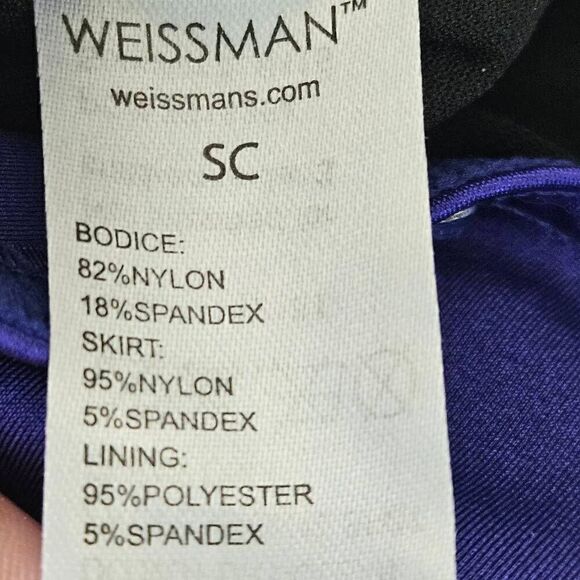 WEISSMAN™
weissmans.com
SC
BODICE:
82%NYLON
18%SPANDEX
SKIRT:
95%NYLON
5%SPANDEX
LINING:
95%POLYESTER
5%SPANDEX